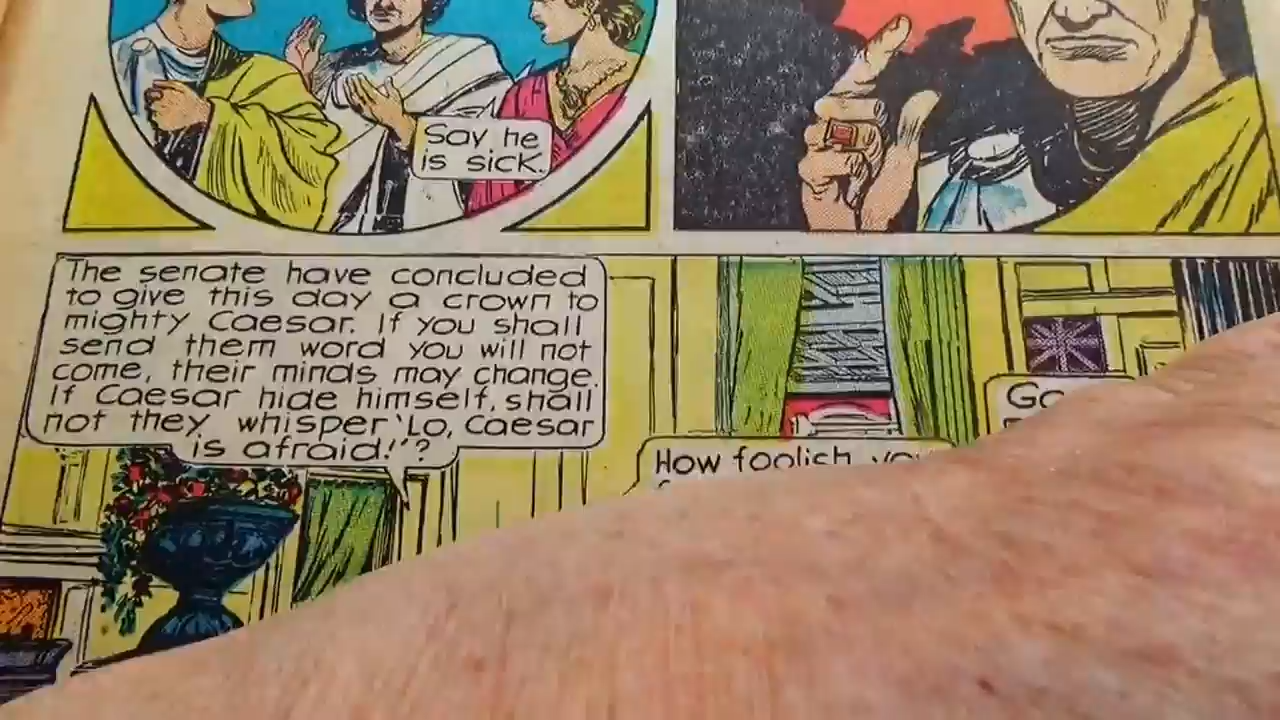 Say he
is sick.
The senate have concluded
to give this day a crown to
mighty Caesar. If you shall
send them word you will not
come, their minds may change.
If Caesar hide himself, shall
not they whisper 'Lo, Caesar
is afraid!'?
How foolish